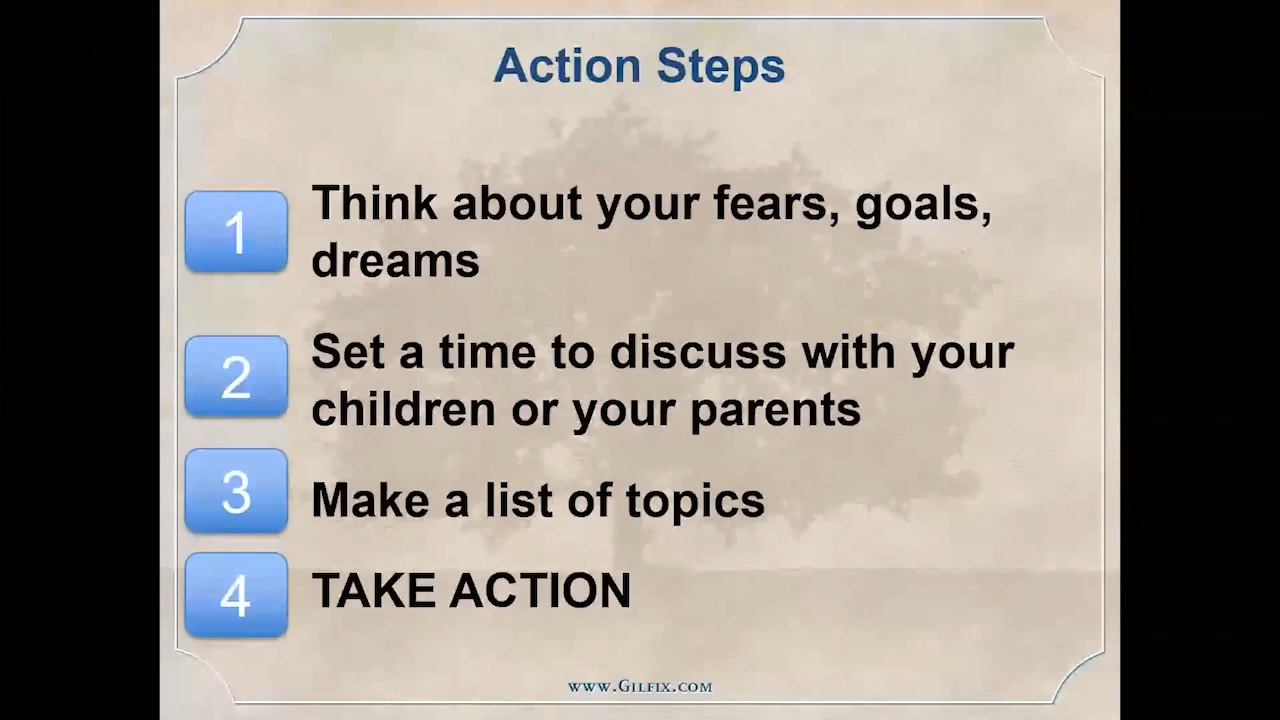 Action Steps
1
Think about your fears, goals,
dreams
2
Set a time to discuss with your
children or your parents
3
Make a list of topics
4
TAKE ACTION
www.Gilfix.com